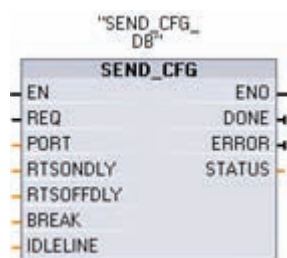 "SEND_CFG_
DB"
SEND_CFG
EN ENO
REQ DONE
PORT ERROR
RTSONDLY STATUS
RTSOFFDLY
BREAK
IDLELINE